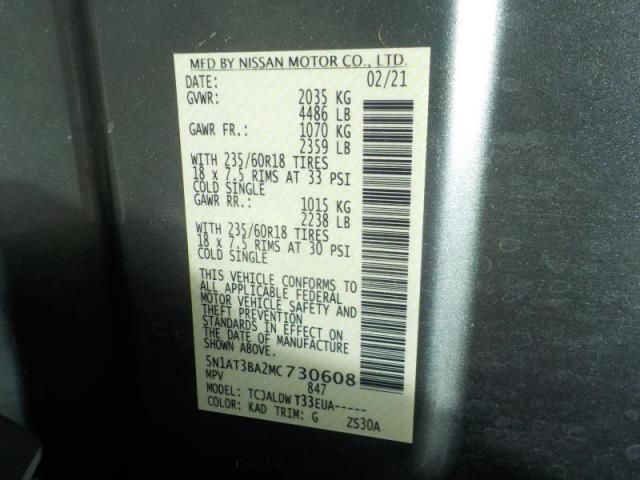 MFD BY NISSAN MOTOR CO., LTD.
DATE: 02/21
GVWR: 2035 KG
4486 LB
GAWR FR.: 1070 KG
2359 LB
WITH 235/60R18 TIRES
18 x 7.5 RIMS AT 33 PSI
COLD SINGLE
GAWR RR.: 1015 KG
2238 LB
WITH 235/60R18 TIRES
18 x 7.5 RIMS AT 30 PSI
COLD SINGLE
THIS VEHICLE CONFORMS TO
ALL APPLICABLE FEDERAL
MOTOR VEHICLE SAFETY AND
THEFT PREVENTION
STANDARDS IN EFFECT ON
THE DATE OF MANUFACTURE
SHOWN ABOVE.
5N1AT3BA2MC730608
MPV 847
MODEL: TCJALDWT33EUA-----
COLOR: KAD TRIM: G ZS30A